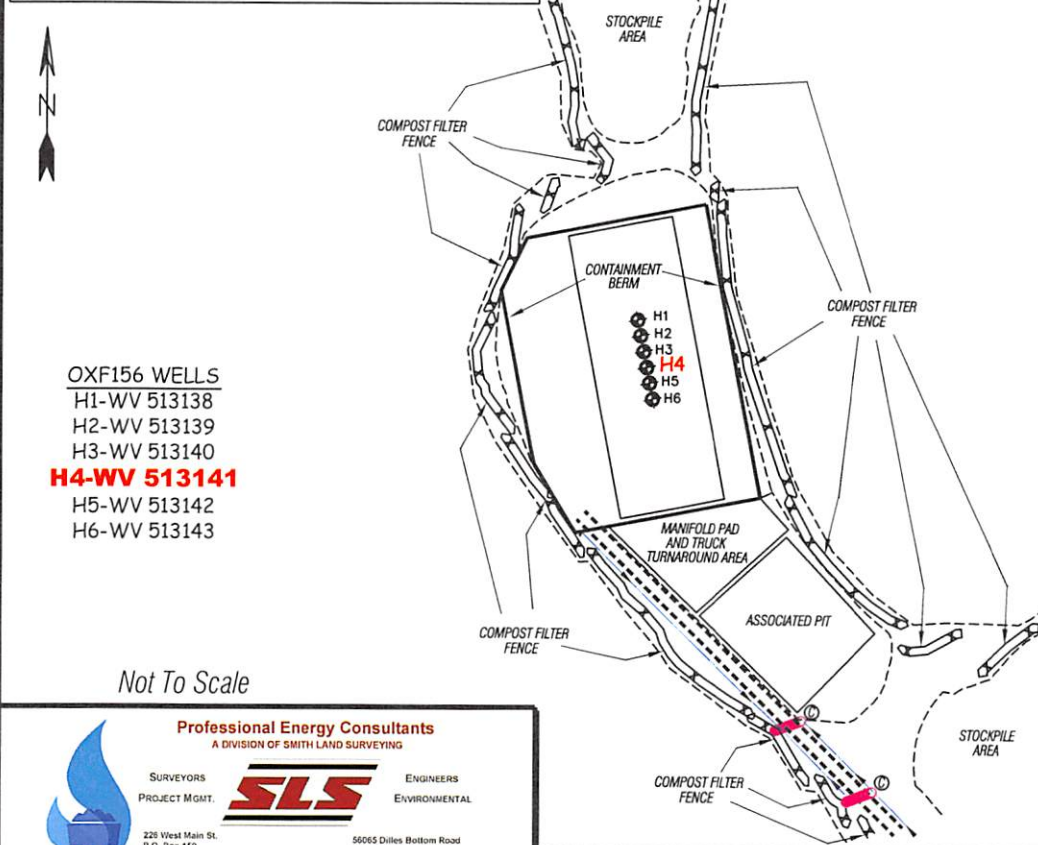 STOCKPILE
AREA
N
COMPOST FILTER
FENCE
CONTAINMENT
BERM
COMPOST FILTER
FENCE
H1
H2
H3
H4
H5
H6
OXF156 WELLS
H1-WV 513138
H2-WV 513139
H3-WV 513140
H4-WV 513141
H5-WV 513142
H6-WV 513143
MANIFOLD PAD
AND TRUCK
TURNAROUND AREA
ASSOCIATED PIT
COMPOST FILTER
FENCE
Not To Scale
C
STOCKPILE
AREA
C
COMPOST FILTER
FENCE
Professional Energy Consultants
A DIVISION OF SMITH LAND SURVEYING
SURVEYORS
PROJECT MGMT.
SLS
ENGINEERS
ENVIRONMENTAL
228 West Main St.
56065 Dilles Bottom Road